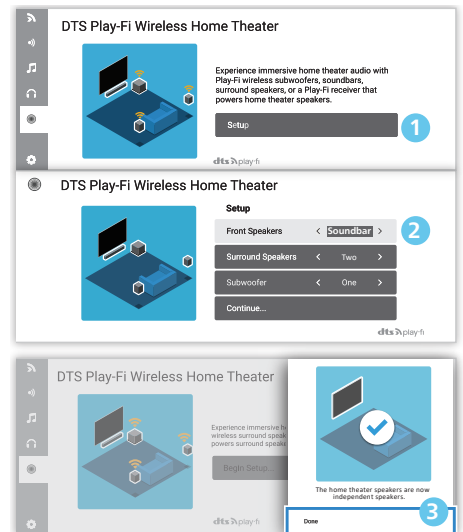 DTS Play-Fi Wireless Home Theater
Experience immersive home theater audio with
Play-Fi wireless subwoofers, soundbars,
surround speakers, or a Play-Fi receiver that
powers home theater speakers.
Setup
1
dts play-fi
DTS Play-Fi Wireless Home Theater
Setup
Front Speakers < Soundbar >
2
Surround Speakers < Two >
Subwoofer < One >
Continue...
dts play-fi
DTS Play-Fi Wireless Home Theater
Experience immersive h
wireless surround speak
powers surround speake
Begin Setup...
dts play-fi
The home theater speakers are now
independent speakers.
3
Done